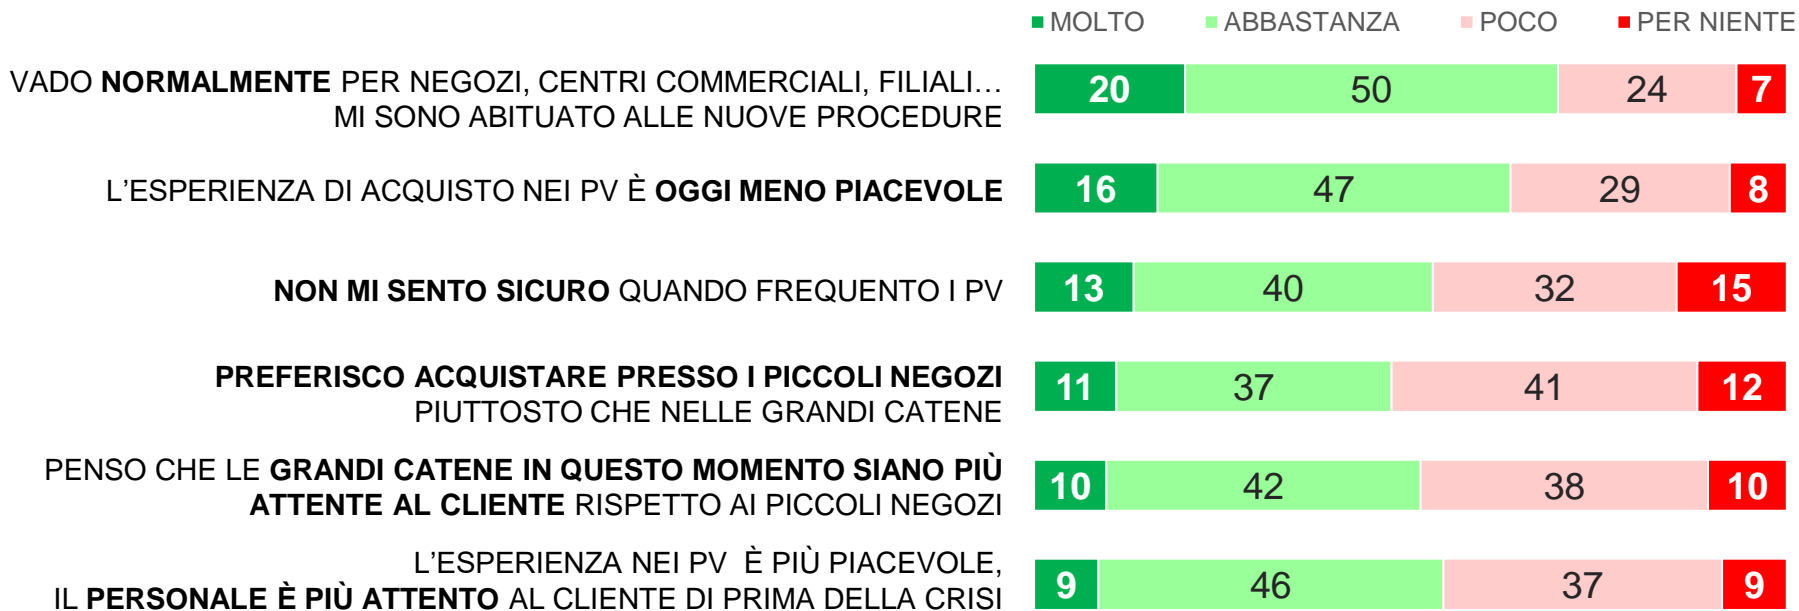 MOLTO ABBASTANZA POCO PER NIENTE
VADO NORMALMENTE PER NEGOZI, CENTRI COMMERCIALI, FILIALI…
MI SONO ABITUATO ALLE NUOVE PROCEDURE
20 50 24 7
L’ESPERIENZA DI ACQUISTO NEI PV È OGGI MENO PIACEVOLE
16 47 29 8
NON MI SENTO SICURO QUANDO FREQUENTO I PV
13 40 32 15
PREFERISCO ACQUISTARE PRESSO I PICCOLI NEGOZI
PIUTTOSTO CHE NELLE GRANDI CATENE
11 37 41 12
PENSO CHE LE GRANDI CATENE IN QUESTO MOMENTO SIANO PIÙ
ATTENTE AL CLIENTE RISPETTO AI PICCOLI NEGOZI
10 42 38 10
L’ESPERIENZA NEI PV È PIÙ PIACEVOLE,
IL PERSONALE È PIÙ ATTENTO AL CLIENTE DI PRIMA DELLA CRISI
9 46 37 9